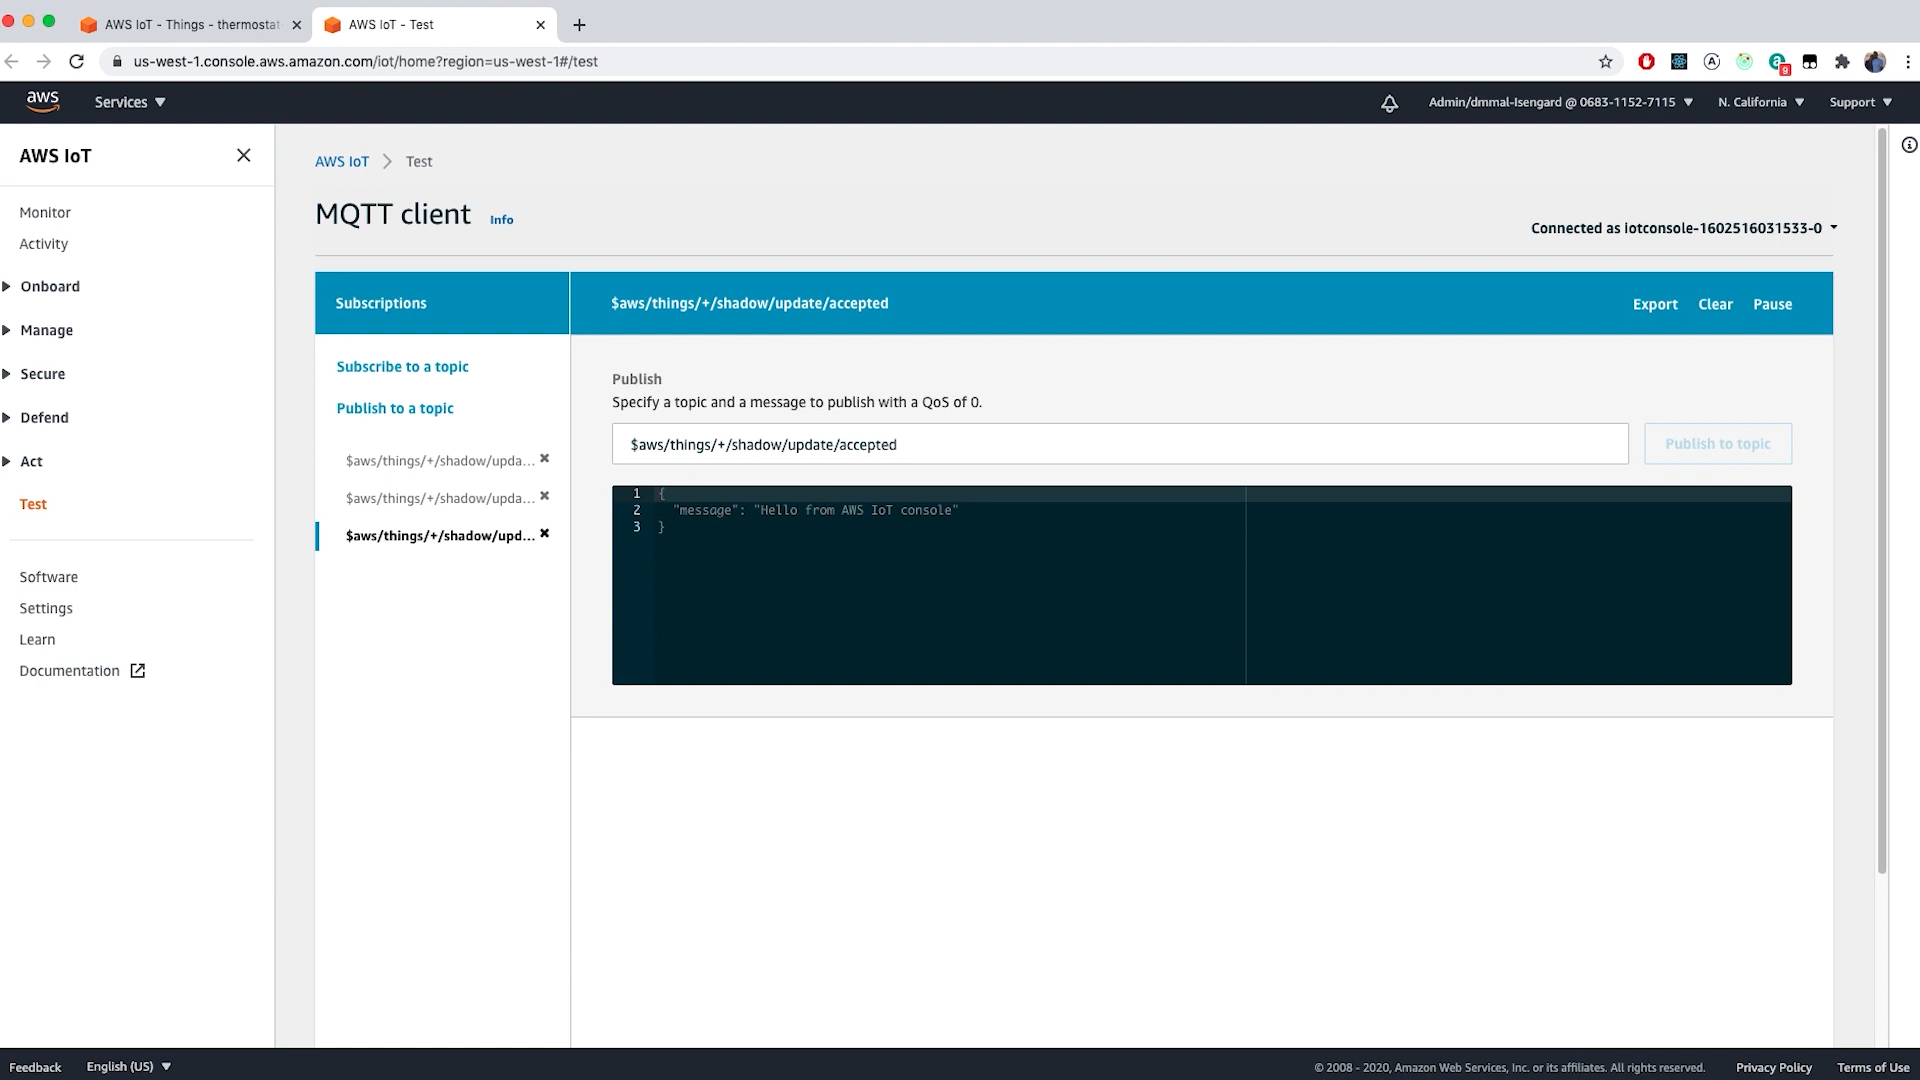 AWS IoT - Things - thermostat
AWS IoT - Test
us-west-1.console.aws.amazon.com/iot/home?region=us-west-1#/test
9
aws
Services
Admin/dmmal-Isengard @ 0683-1152-7115
N. California
Support
AWS IoT
Monitor
Activity
Onboard
Manage
Secure
Defend
Act
Test
Software
Settings
Learn
Documentation
AWS IoT > Test
MQTT client
Info
Connected as iotconsole-1602516031533-0
Subscriptions
$aws/things/+/shadow/update/accepted
Export
Clear
Pause
Subscribe to a topic
Publish to a topic
$aws/things/+/shadow/upda...
$aws/things/+/shadow/upda...
$aws/things/+/shadow/upd...
Publish
Specify a topic and a message to publish with a QoS of 0.
$aws/things/+/shadow/update/accepted
Publish to topic
1 {
2 "message": "Hello from AWS IoT console"
3 }
Feedback
English (US)
© 2008 - 2020, Amazon Web Services, Inc. or its affiliates. All rights reserved.
Privacy Policy
Terms of Use